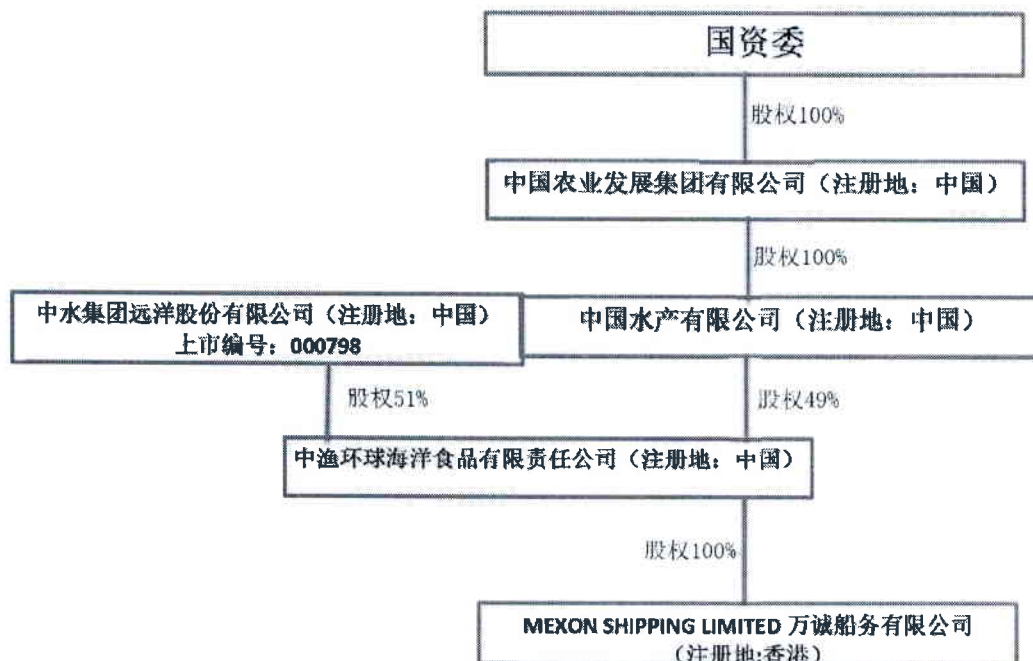 国资委
股权100%
中国农业发展集团有限公司（注册地：中国）
股权100%
中水集团远洋股份有限公司（注册地：中国）
上市编号：000798
中国水产有限公司（注册地：中国）
股权51%
股权49%
中渔环球海洋食品有限责任公司（注册地：中国）
股权100%
MEXON SHIPPING LIMITED 万诚船务有限公司
（注册地:香港）